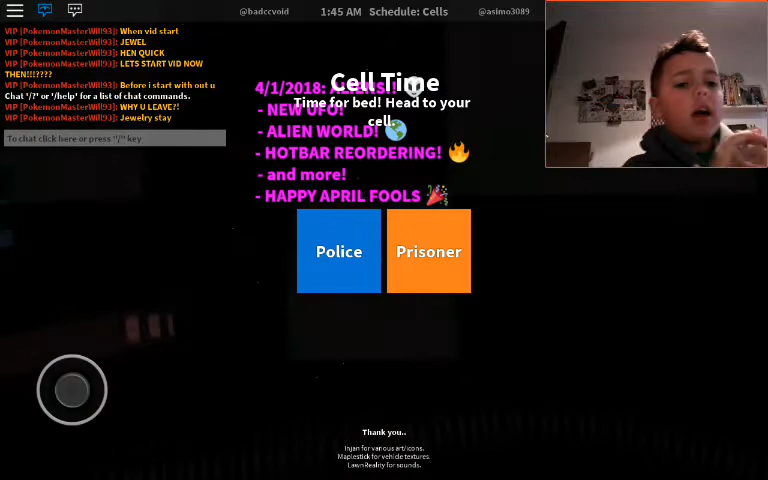 @badccvoid 1:45 AM Schedule: Cells @asimo3089
VIP [PokemonMasterWill93]: When vid start
VIP [PokemonMasterWill93]: JEWEL
VIP [PokemonMasterWill93]: HEN QUICK
VIP [PokemonMasterWill93]: LETS START VID NOW
THEN!!!????
VIP [PokemonMasterWill93]: Before i start with out u
Chat '/?' or '/help' for a list of chat commands.
VIP [PokemonMasterWill93]: WHY U LEAVE?!
VIP [PokemonMasterWill93]: Jewelry stay
To chat click here or press "/" key
Cell Time
Time for bed! Head to your
cell.
4/1/2018: ALIENS!! 👽
- NEW UFO!
- ALIEN WORLD! 🌎
- HOTBAR REORDERING! 🔥
- and more!
- HAPPY APRIL FOOLS 🎉
Police
Prisoner
Thank you..
Injan for various art/icons.
Maplestick for vehicle textures.
LawnReality for sounds.